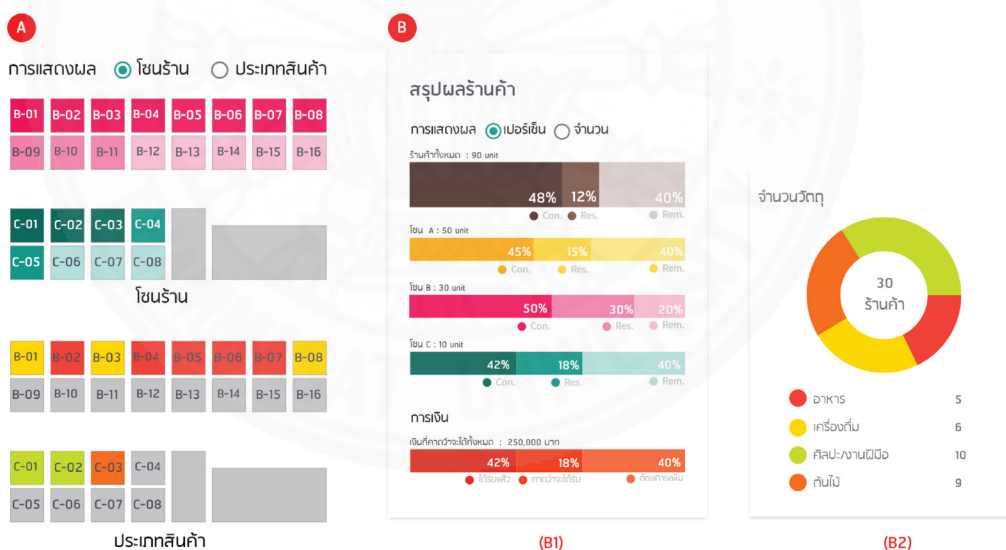 A
การแสดงผล โซนร้าน ประเภทสินค้า
B-01 B-02 B-03 B-04 B-05 B-06 B-07 B-08
B-09 B-10 B-11 B-12 B-13 B-14 B-15 B-16
C-01 C-02 C-03 C-04
C-05 C-06 C-07 C-08
โซนร้าน
B-01 B-02 B-03 B-04 B-05 B-06 B-07 B-08
B-09 B-10 B-11 B-12 B-13 B-14 B-15 B-16
C-01 C-02 C-03 C-04
C-05 C-06 C-07 C-08
ประเภทสินค้า
B
สรุปผลร้านค้า
การแสดงผล เปอร์เซ็น จำนวน
ร้านค้าทั้งหมด : 90 unit
48% 12% 40%
Con. Res. Rem.
โซน A : 50 unit
45% 15% 40%
Con. Res. Rem.
โซน B : 30 unit
50% 30% 20%
Con. Res. Rem.
โซน C : 10 unit
42% 18% 40%
Con. Res. Rem.
การเงิน
เงินที่คาดว่าจะได้ทั้งหมด : 250,000 บาท
42% 18% 40%
ได้รับแล้ว คาดว่าจะได้รับ ต้องการเพิ่ม
(B1)
จำนวนวัตถุ
30
ร้านค้า
อาหาร 5
เครื่องดื่ม 6
ศิลปะ/งานฝีมือ 10
ต้นไม้ 9
(B2)